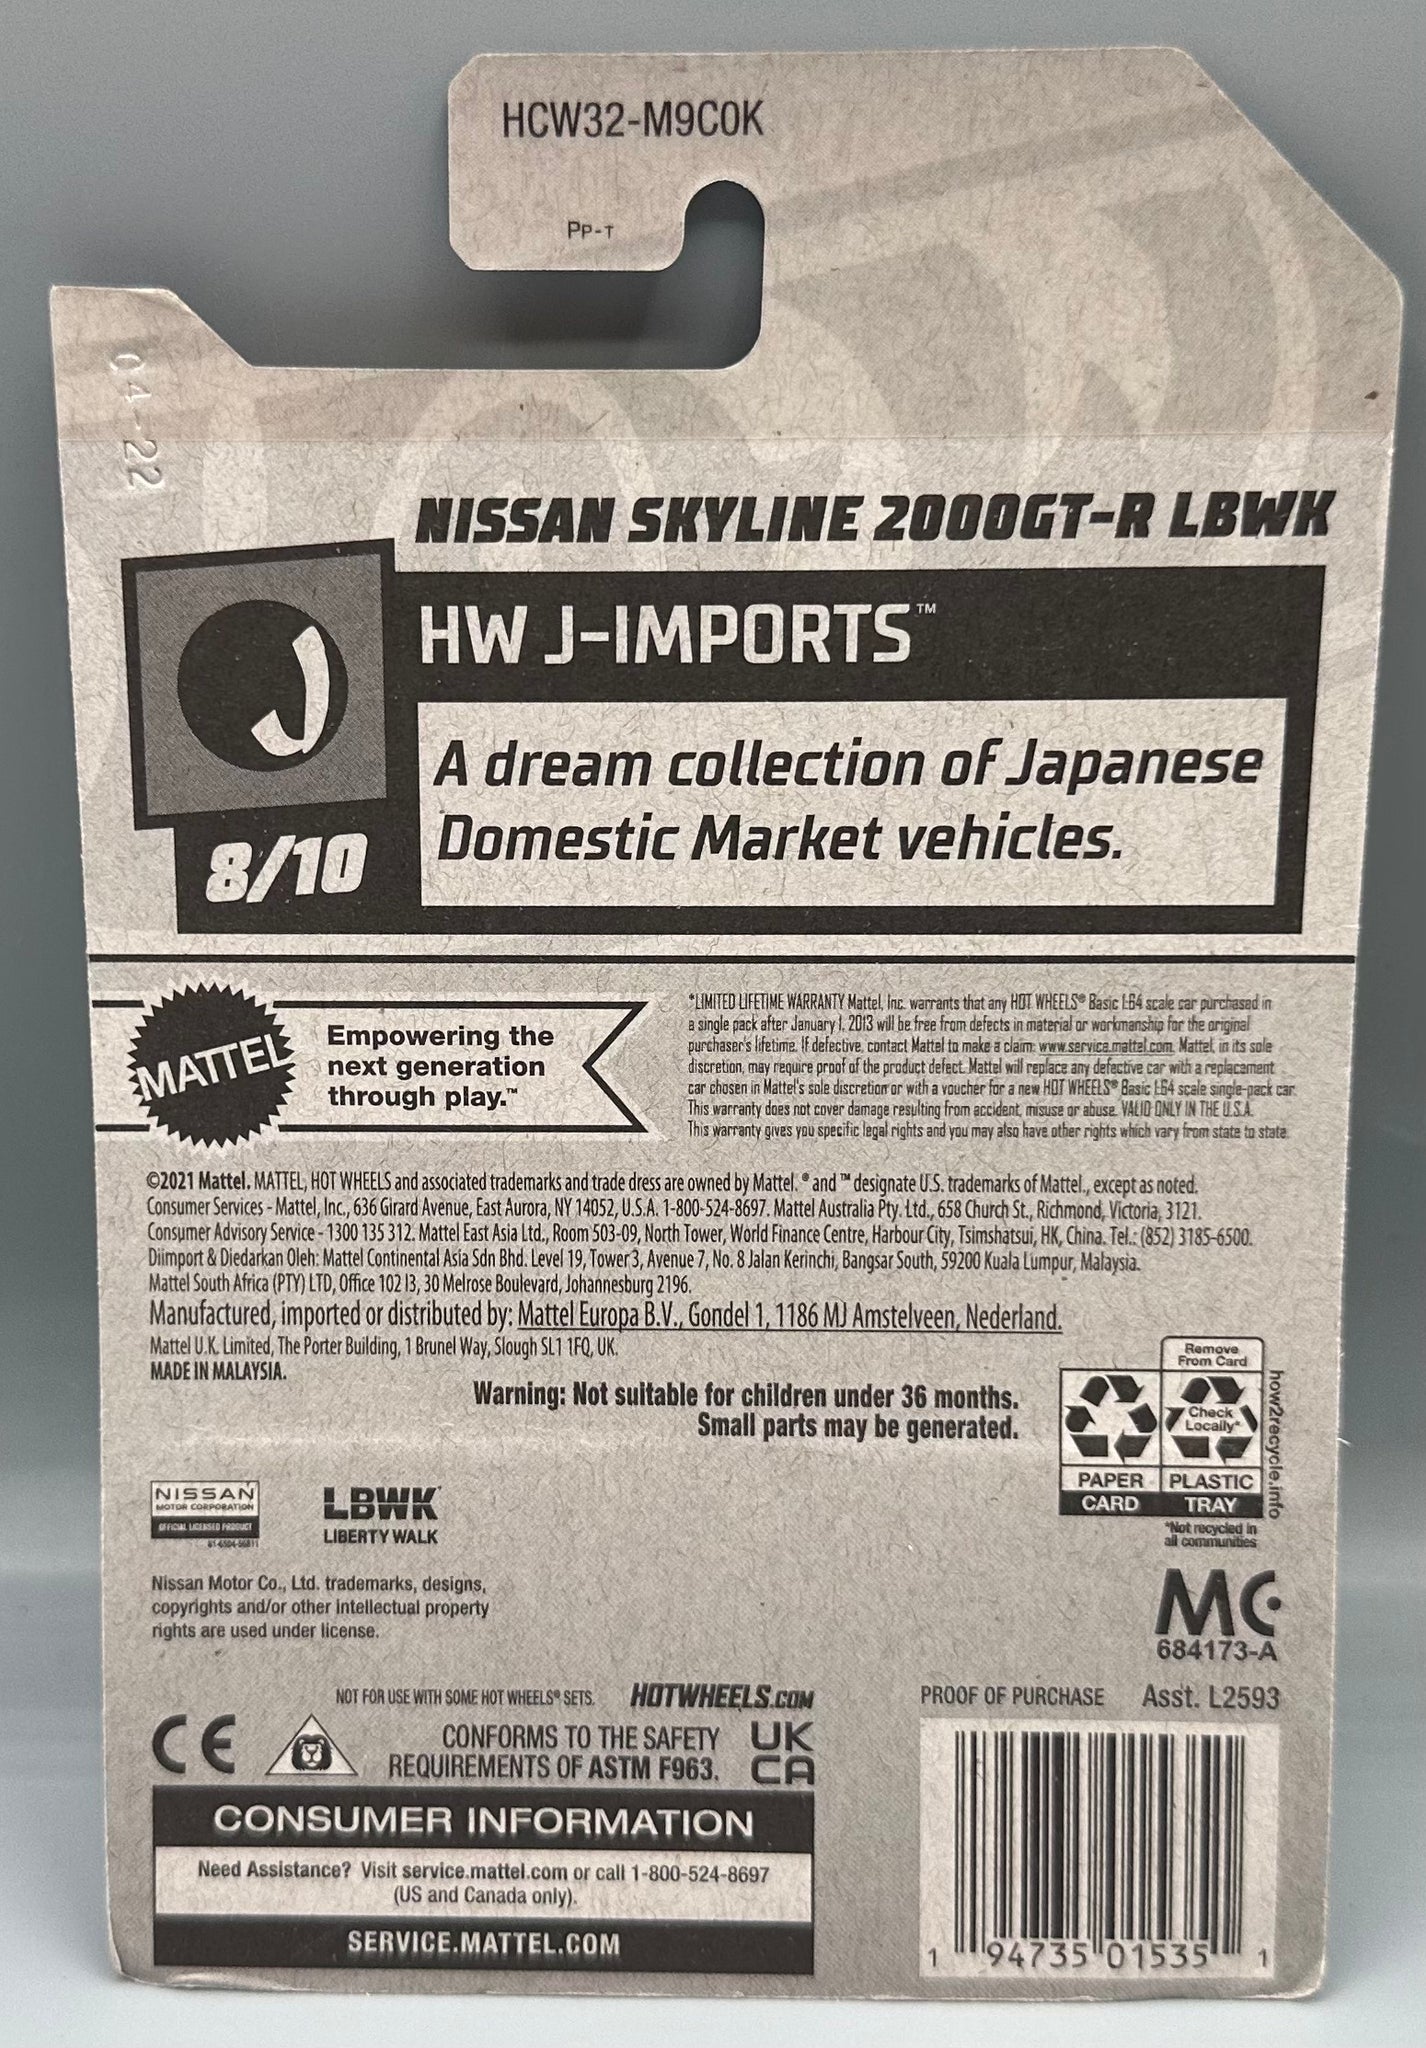 HCW32-M9C0K
PP-T
04-22
NISSAN SKYLINE 2000GT-R LBWK
HW J-IMPORTS™
J
A dream collection of Japanese
Domestic Market vehicles.
8/10
MATTEL
Empowering the
next generation
through play.™
*LIMITED LIFETIME WARRANTY Mattel, Inc. warrants that any HOT WHEELS® Basic 1:64 scale car purchased in
a single pack after January 1, 2013 will be free from defects in material or workmanship for the original
purchaser's lifetime. If defective, contact Mattel to make a claim: www.service.mattel.com. Mattel, in its sole
discretion, may require proof of the product defect. Mattel will replace any defective car with a replacement
car chosen in Mattel's sole discretion or with a voucher for a new HOT WHEELS® Basic 1:64 scale single-pack car.
This warranty does not cover damage resulting from accident, misuse or abuse. VALID ONLY IN THE U.S.A.
This warranty gives you specific legal rights and you may also have other rights which vary from state to state.
©2021 Mattel. MATTEL, HOT WHEELS and associated trademarks and trade dress are owned by Mattel. ® and ™ designate U.S. trademarks of Mattel., except as noted.
Consumer Services - Mattel, Inc., 636 Girard Avenue, East Aurora, NY 14052, U.S.A. 1-800-524-8697. Mattel Australia Pty. Ltd., 658 Church St., Richmond, Victoria, 3121.
Consumer Advisory Service - 1300 135 312. Mattel East Asia Ltd., Room 503-09, North Tower, World Finance Centre, Harbour City, Tsimshatsui, HK, China. Tel.: (852) 3185-6500.
Diimport & Diedarkan Oleh: Mattel Continental Asia Sdn Bhd. Level 19, Tower 3, Avenue 7, No. 8 Jalan Kerinchi, Bangsar South, 59200 Kuala Lumpur, Malaysia.
Mattel South Africa (PTY) LTD, Office 102 I3, 30 Melrose Boulevard, Johannesburg 2196.
Manufactured, imported or distributed by: Mattel Europa B.V., Gondel 1, 1186 MJ Amstelveen, Nederland.
Mattel U.K. Limited, The Porter Building, 1 Brunel Way, Slough SL1 1FQ, UK.
MADE IN MALAYSIA.
Warning: Not suitable for children under 36 months.
Small parts may be generated.
Remove
From Card
Check
Locally*
PAPER PLASTIC
CARD TRAY
how2recycle.info
*Not recycled in
all communities
NISSAN
MOTOR CORPORATION
OFFICIAL LICENSED PRODUCT
LBWK
LIBERTY WALK
Nissan Motor Co., Ltd. trademarks, designs,
copyrights and/or other intellectual property
rights are used under license.
MC
684173-A
NOT FOR USE WITH SOME HOT WHEELS® SETS. HOTWHEELS.COM
PROOF OF PURCHASE Asst. L2593
CE
CONFORMS TO THE SAFETY
REQUIREMENTS OF ASTM F963.
UK
CA
CONSUMER INFORMATION
Need Assistance? Visit service.mattel.com or call 1-800-524-8697
(US and Canada only).
SERVICE.MATTEL.COM
1 94735 01535 1